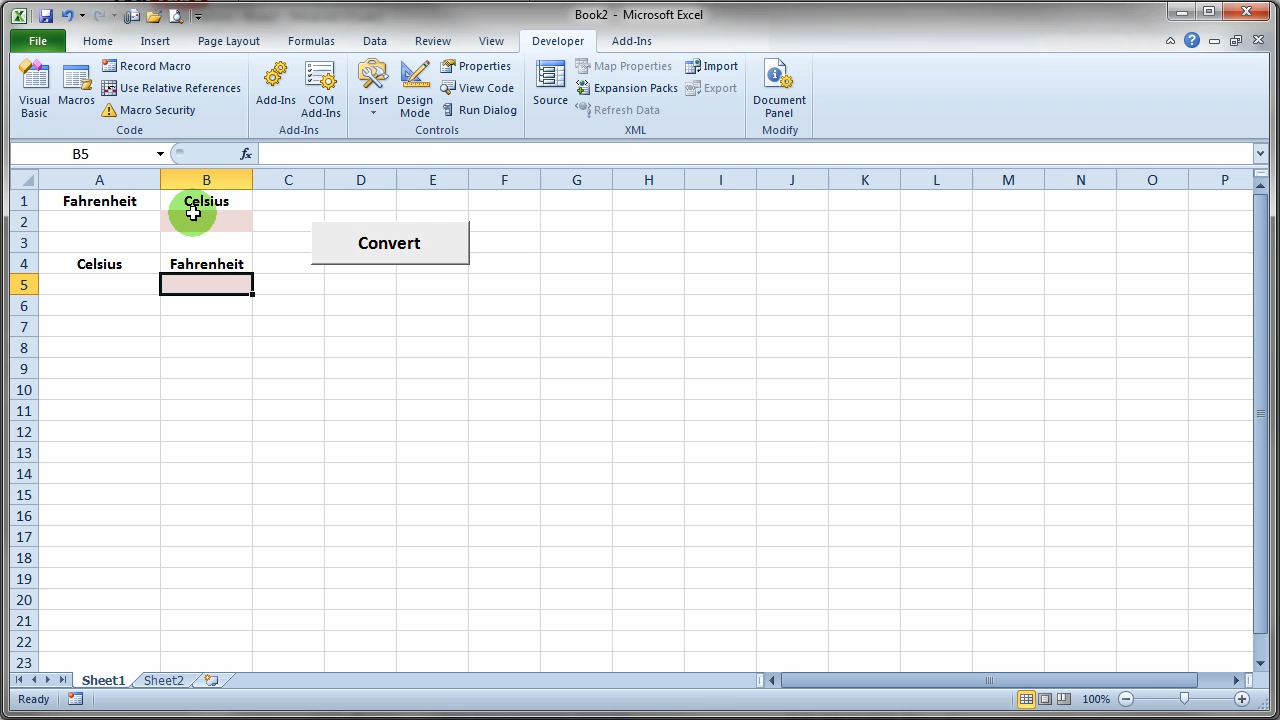 Book2 - Microsoft Excel
File Home Insert Page Layout Formulas Data Review View Developer Add-Ins
Visual Basic
Macros
Record Macro
Use Relative References
Macro Security
Code
Add-Ins
COM Add-Ins
Add-Ins
Insert
Design Mode
Properties
View Code
Run Dialog
Controls
Source
Map Properties
Expansion Packs
Refresh Data
Import
Export
XML
Document Panel
Modify
B5 fx
A B C D E F G H I J K L M N O P
1 Fahrenheit Celsius
2
3
Convert
4 Celsius Fahrenheit
5
6
7
8
9
10
11
12
13
14
15
16
17
18
19
20
21
22
23
Sheet1 Sheet2
Ready 100%